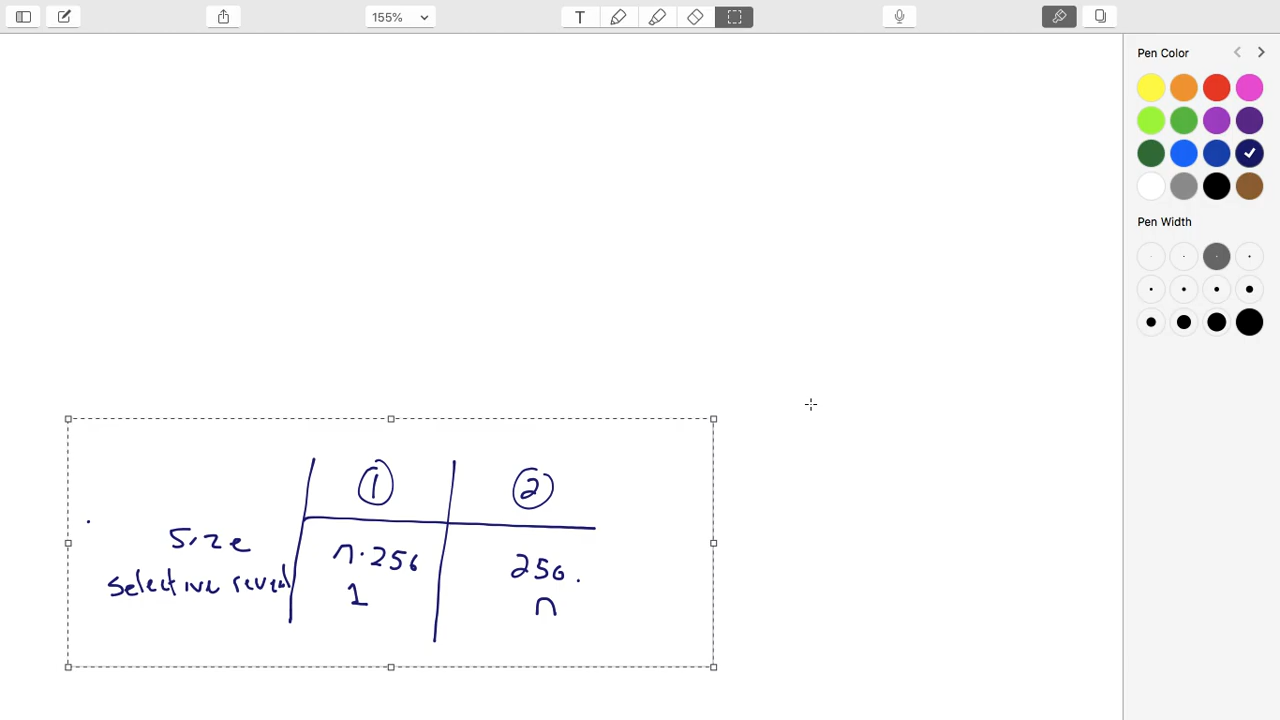 155%
T
Pen Color
Pen Width
1 2
Size n·256 256.
selective reveal 1 n